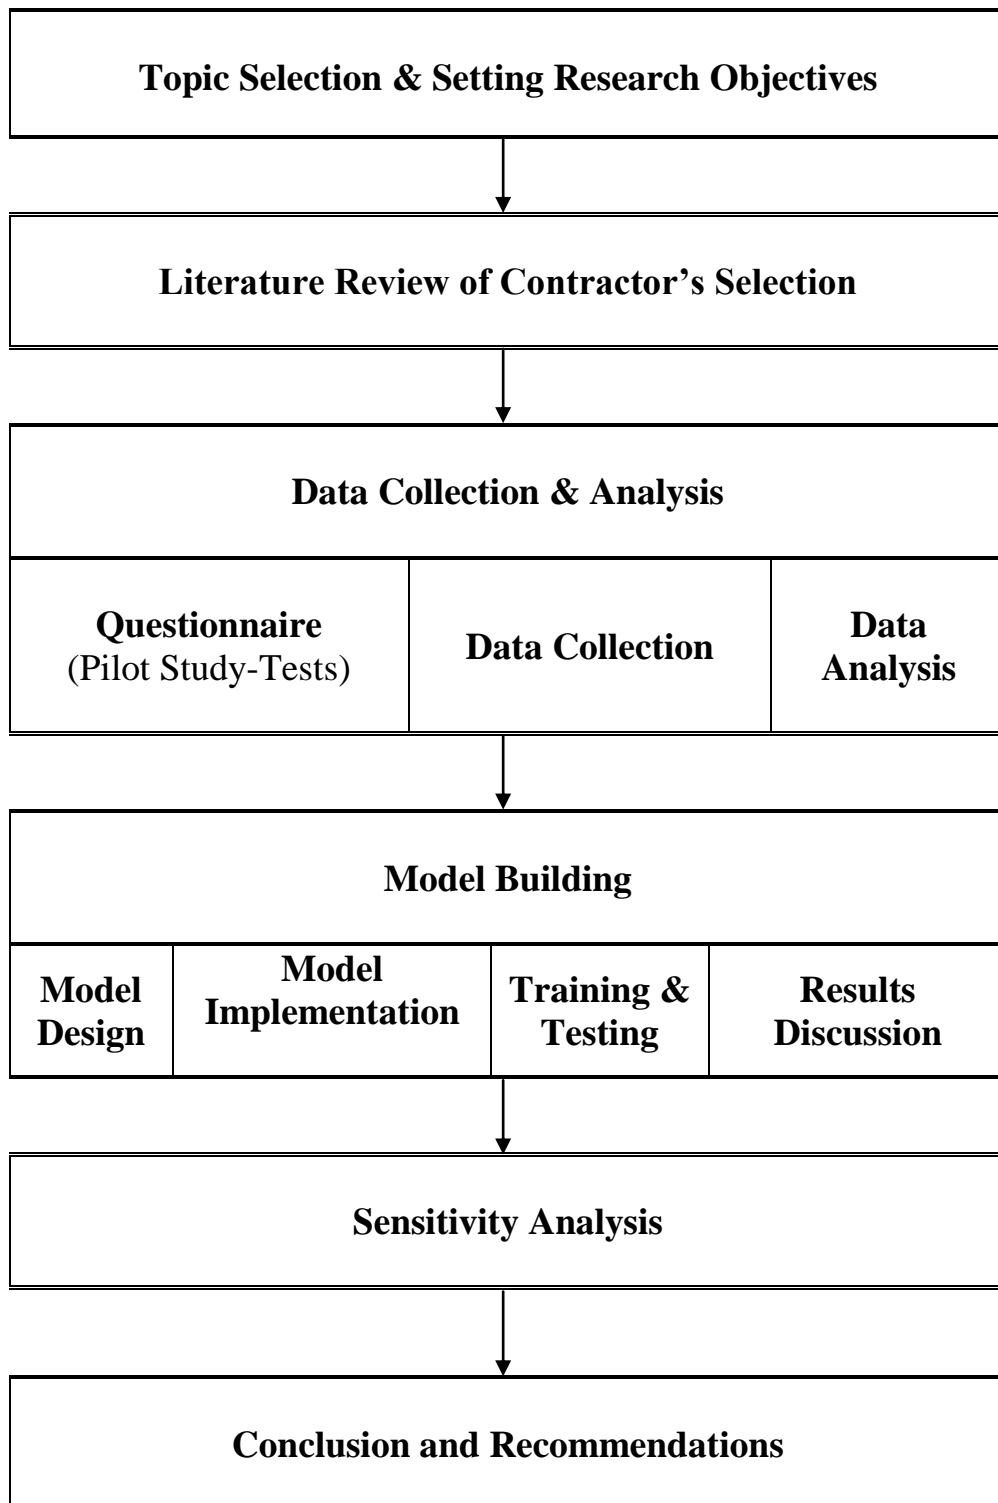 Topic Selection & Setting Research Objectives
Literature Review of Contractor’s Selection
Data Collection & Analysis
Questionnaire
(Pilot Study-Tests)
Data Collection
Data
Analysis
Model Building
Model
Design
Model
Implementation
Training &
Testing
Results
Discussion
Sensitivity Analysis
Conclusion and Recommendations